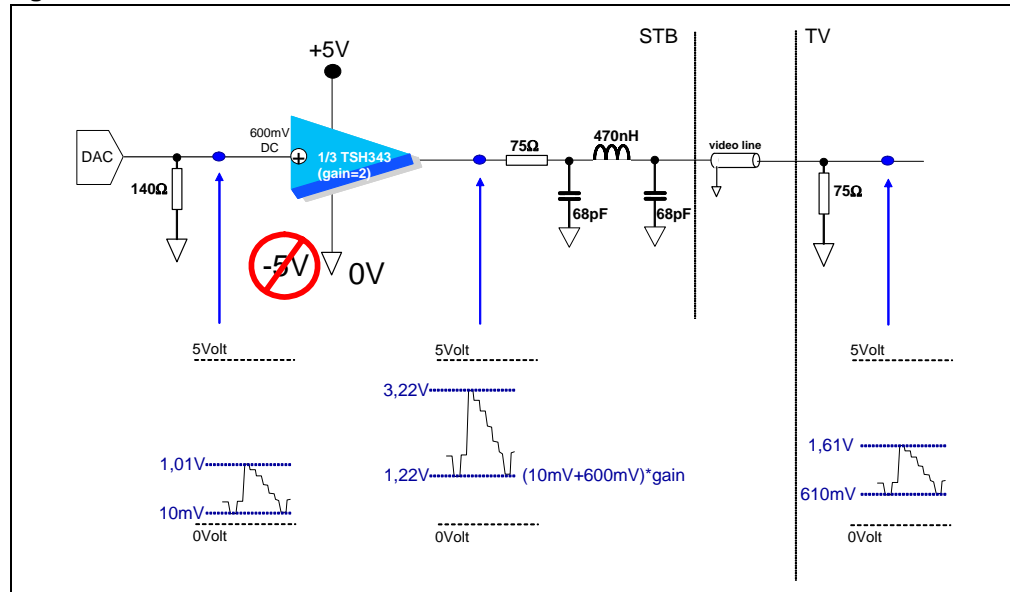 STB
TV
+5V
DAC
600mV
DC
+
1/3 TSH343
(gain=2)
140Ω
75Ω
470nH
video line
68pF
68pF
75Ω
-5V
0V
5Volt
1,01V
10mV
0Volt
5Volt
3,22V
1,22V
(10mV+600mV)*gain
0Volt
5Volt
1,61V
610mV
0Volt